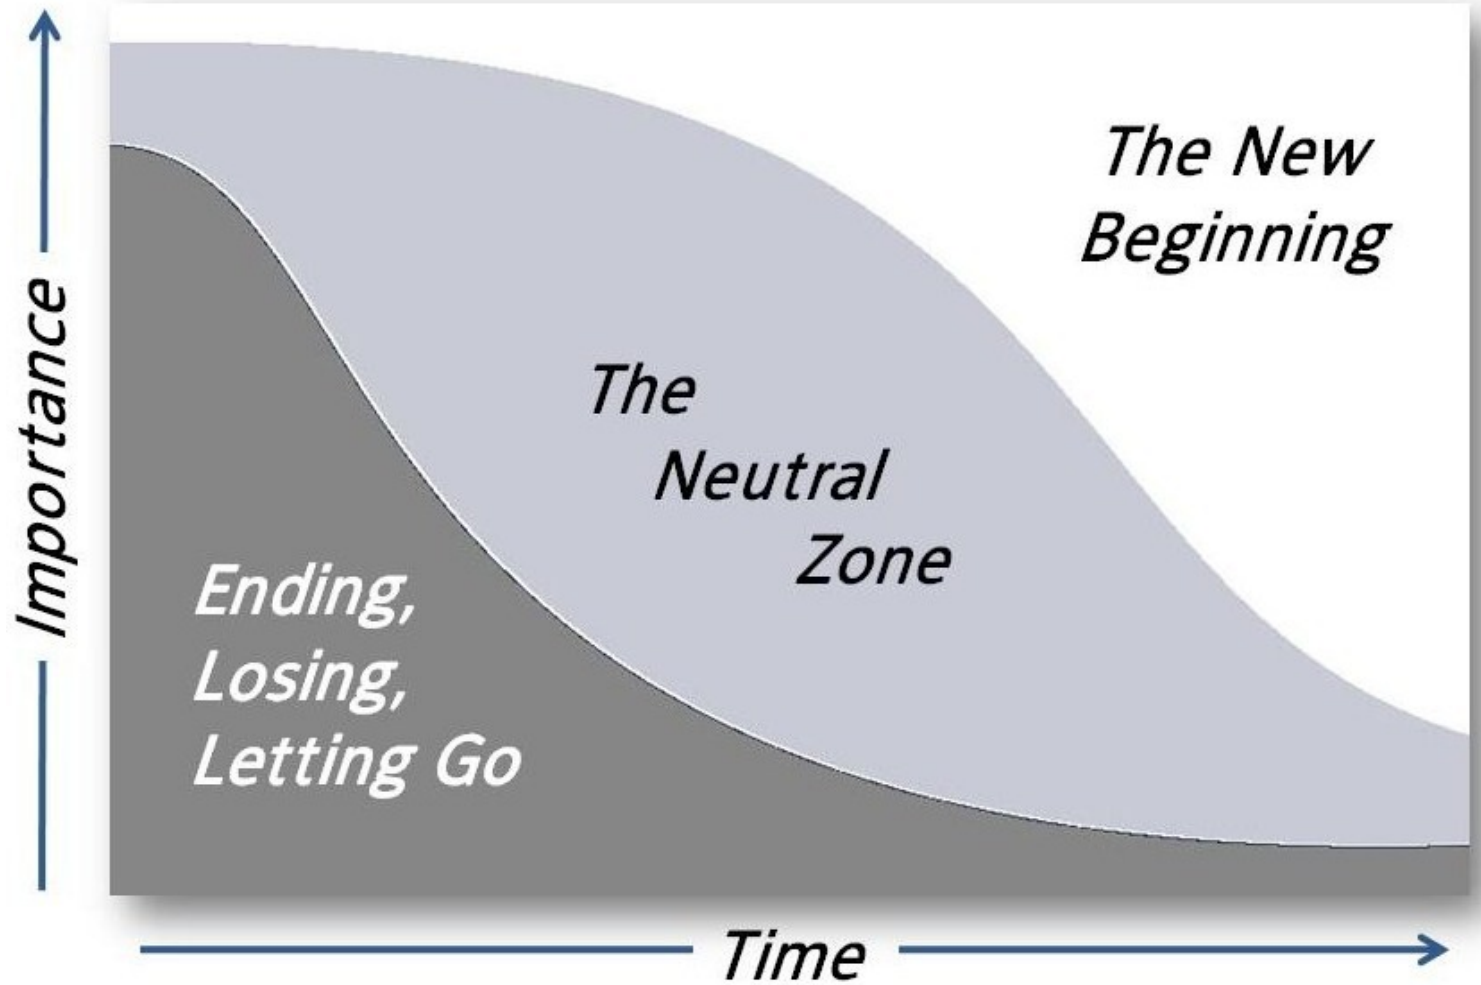 Importance
The New
Beginning
The
Neutral
Zone
Ending,
Losing,
Letting Go
Time